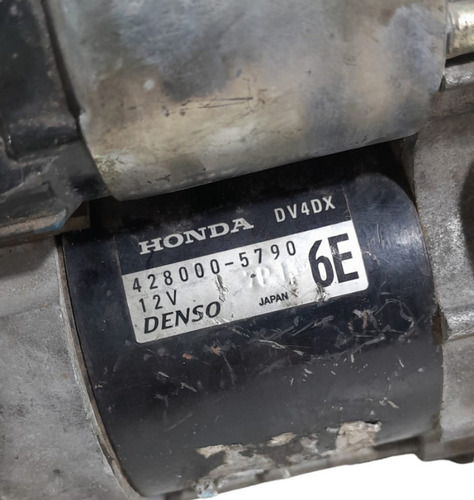 HONDA DV4DX
428000-5790 6E
12V
DENSO JAPAN